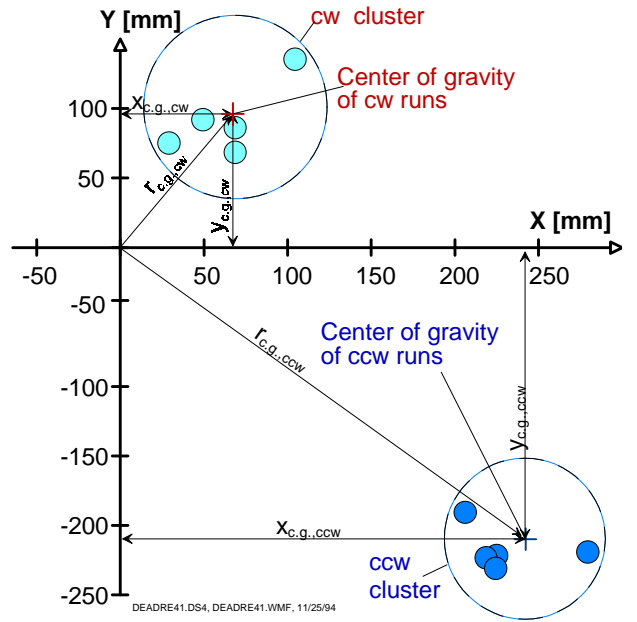 Y [mm]
cw cluster
Center of gravity
of cw runs
x c.g.,cw
100
50
r c.g.,cw
y c.g.,cw
X [mm]
-50
50
100
150
200
250
-50
-100
-150
-200
-250
r c.g.,ccw
Center of gravity
of ccw runs
y c.g.,ccw
x c.g.,ccw
ccw
cluster
DEADRE41.DS4, DEADRE41.WMF, 11/25/94